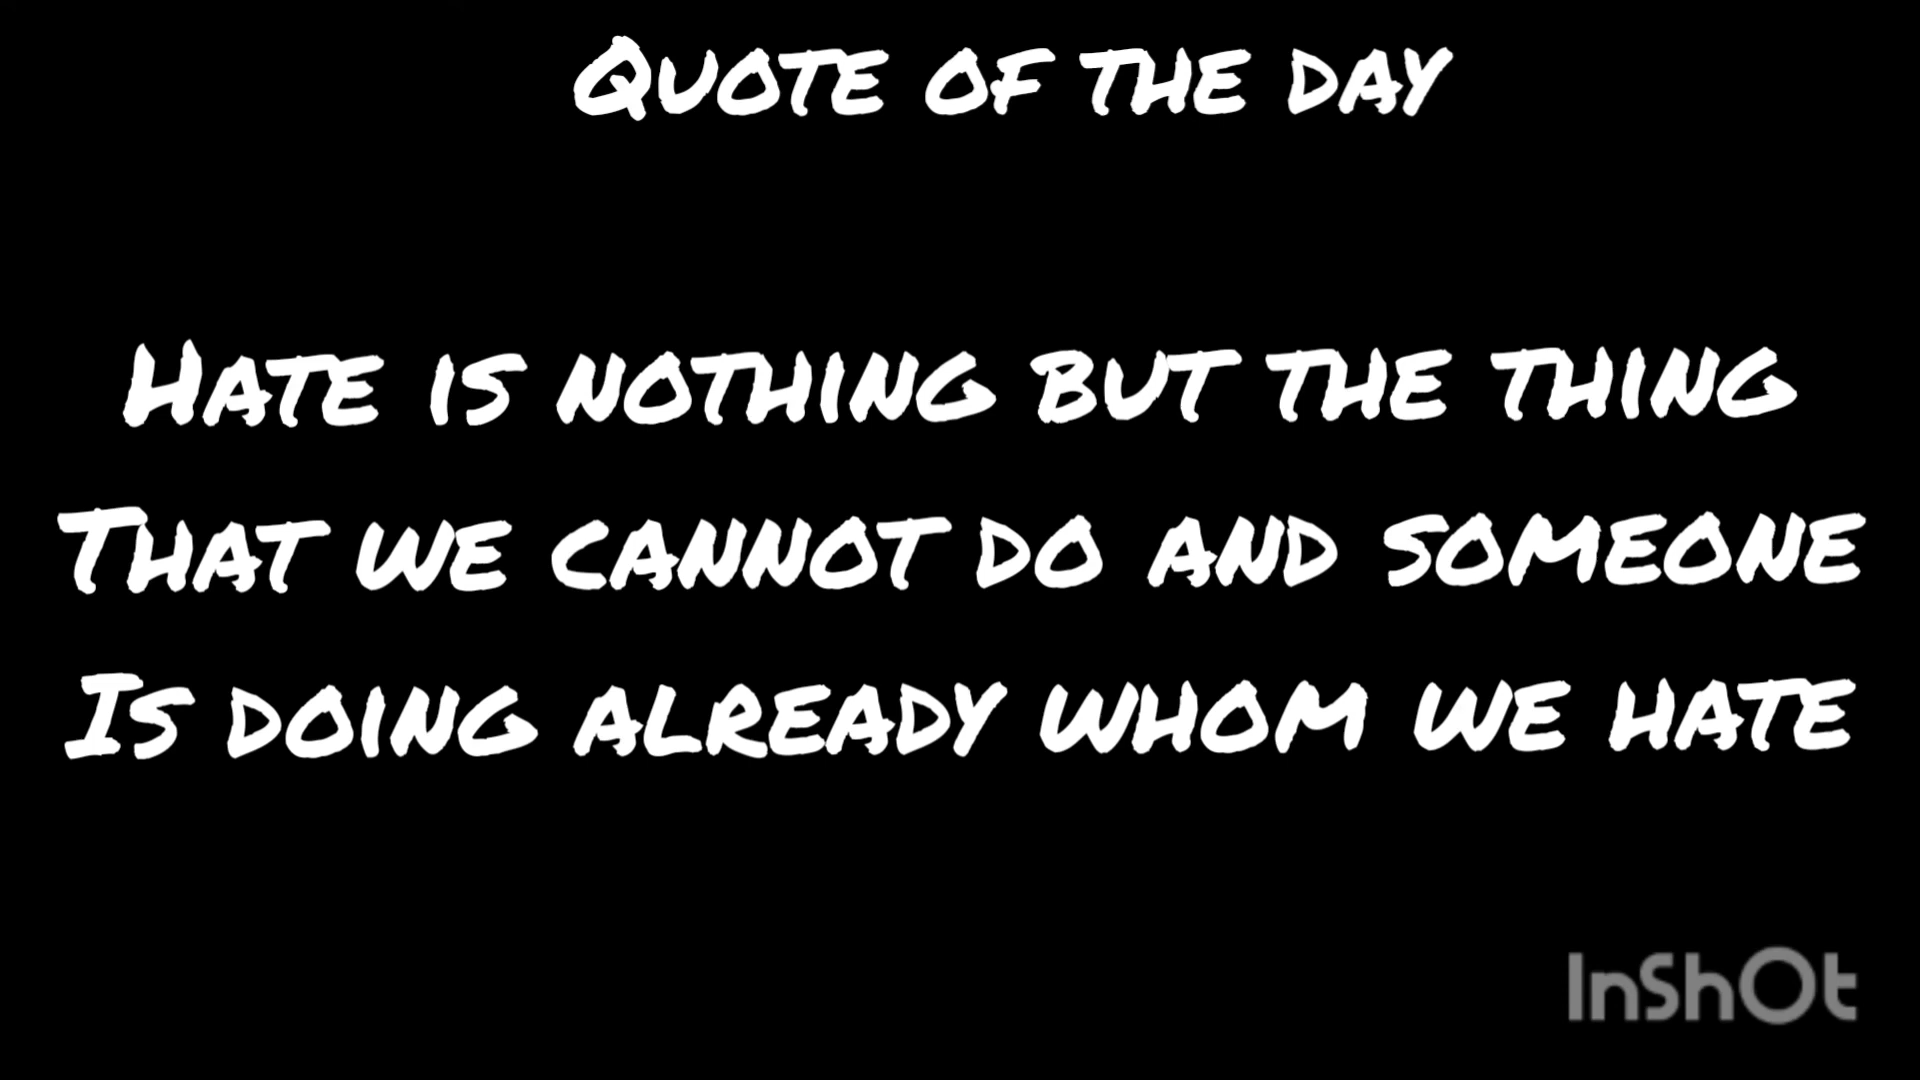 Quote of the day
Hate is nothing but the thing
That we cannot do and someone
Is doing already whom we hate
InShOt